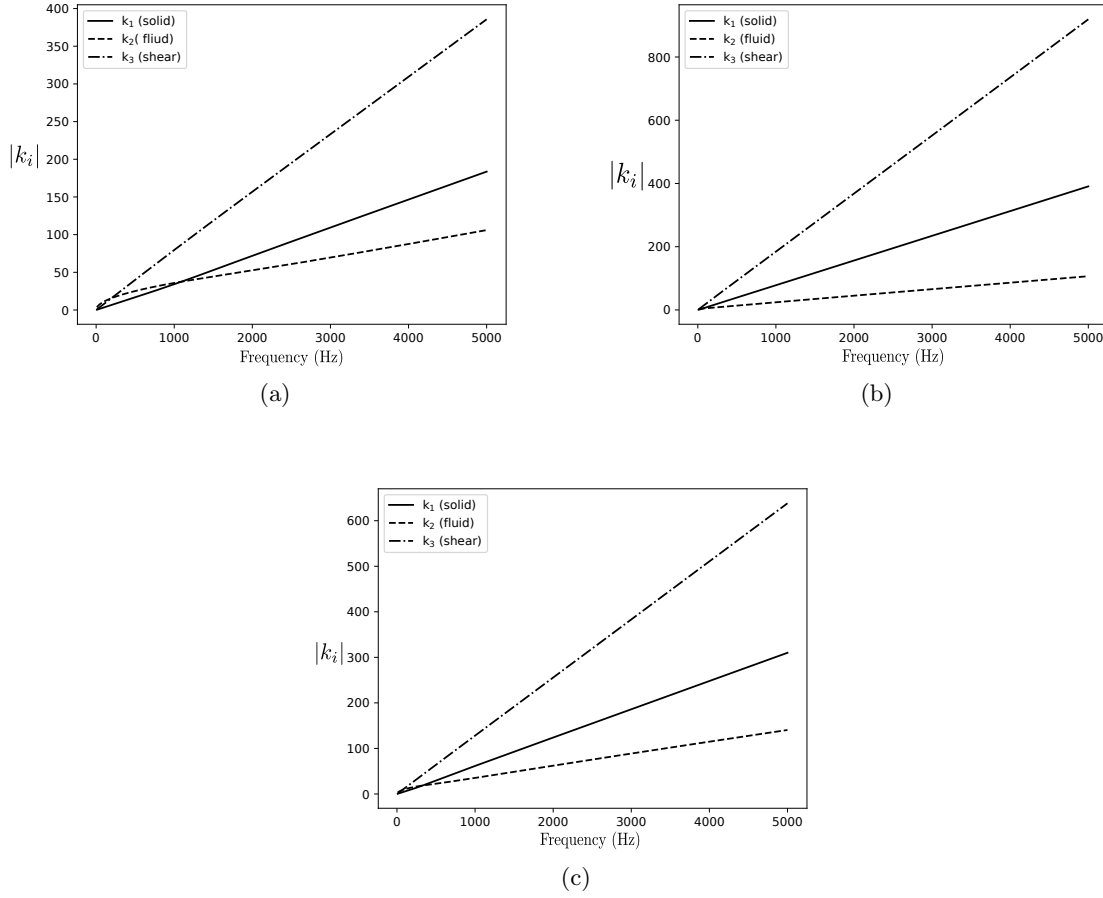 400
350
300
250
200
150
100
50
0
|k_i|
k₁ (solid)
k₂( fliud)
k₃ (shear)
0 1000 2000 3000 4000 5000
Frequency (Hz)
(a)
800
600
400
200
0
|k_i|
k₁ (solid)
k₂ (fluid)
k₃ (shear)
0 1000 2000 3000 4000 5000
Frequency (Hz)
(b)
600
500
400
300
200
100
0
|k_i|
k₁ (solid)
k₂ (fluid)
k₃ (shear)
0 1000 2000 3000 4000 5000
Frequency (Hz)
(c)